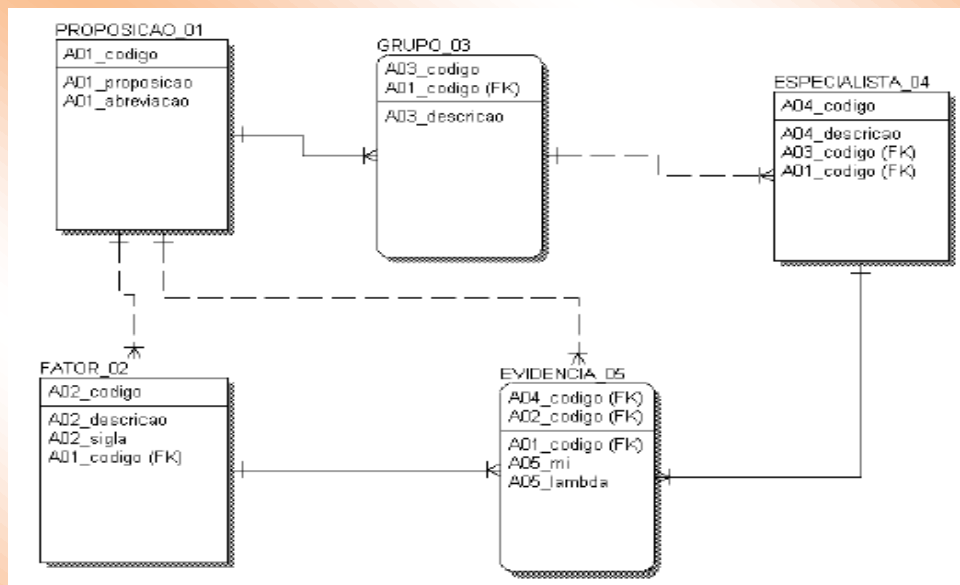 PROPOSICAO_01
A01_codigo
A01_proposicao
A01_abreviacao
GRUPO_03
A03_codigo
A01_codigo (FK)
A03_descricao
ESPECIALISTA_04
A04_codigo
A04_descricao
A03_codigo (FK)
A01_codigo (FK)
FATOR_02
A02_codigo
A02_descricao
A02_sigla
A01_codigo (FK)
EVIDENCIA_05
A04_codigo (FK)
A02_codigo (FK)
A01_codigo (FK)
A05_mi
A05_lambda